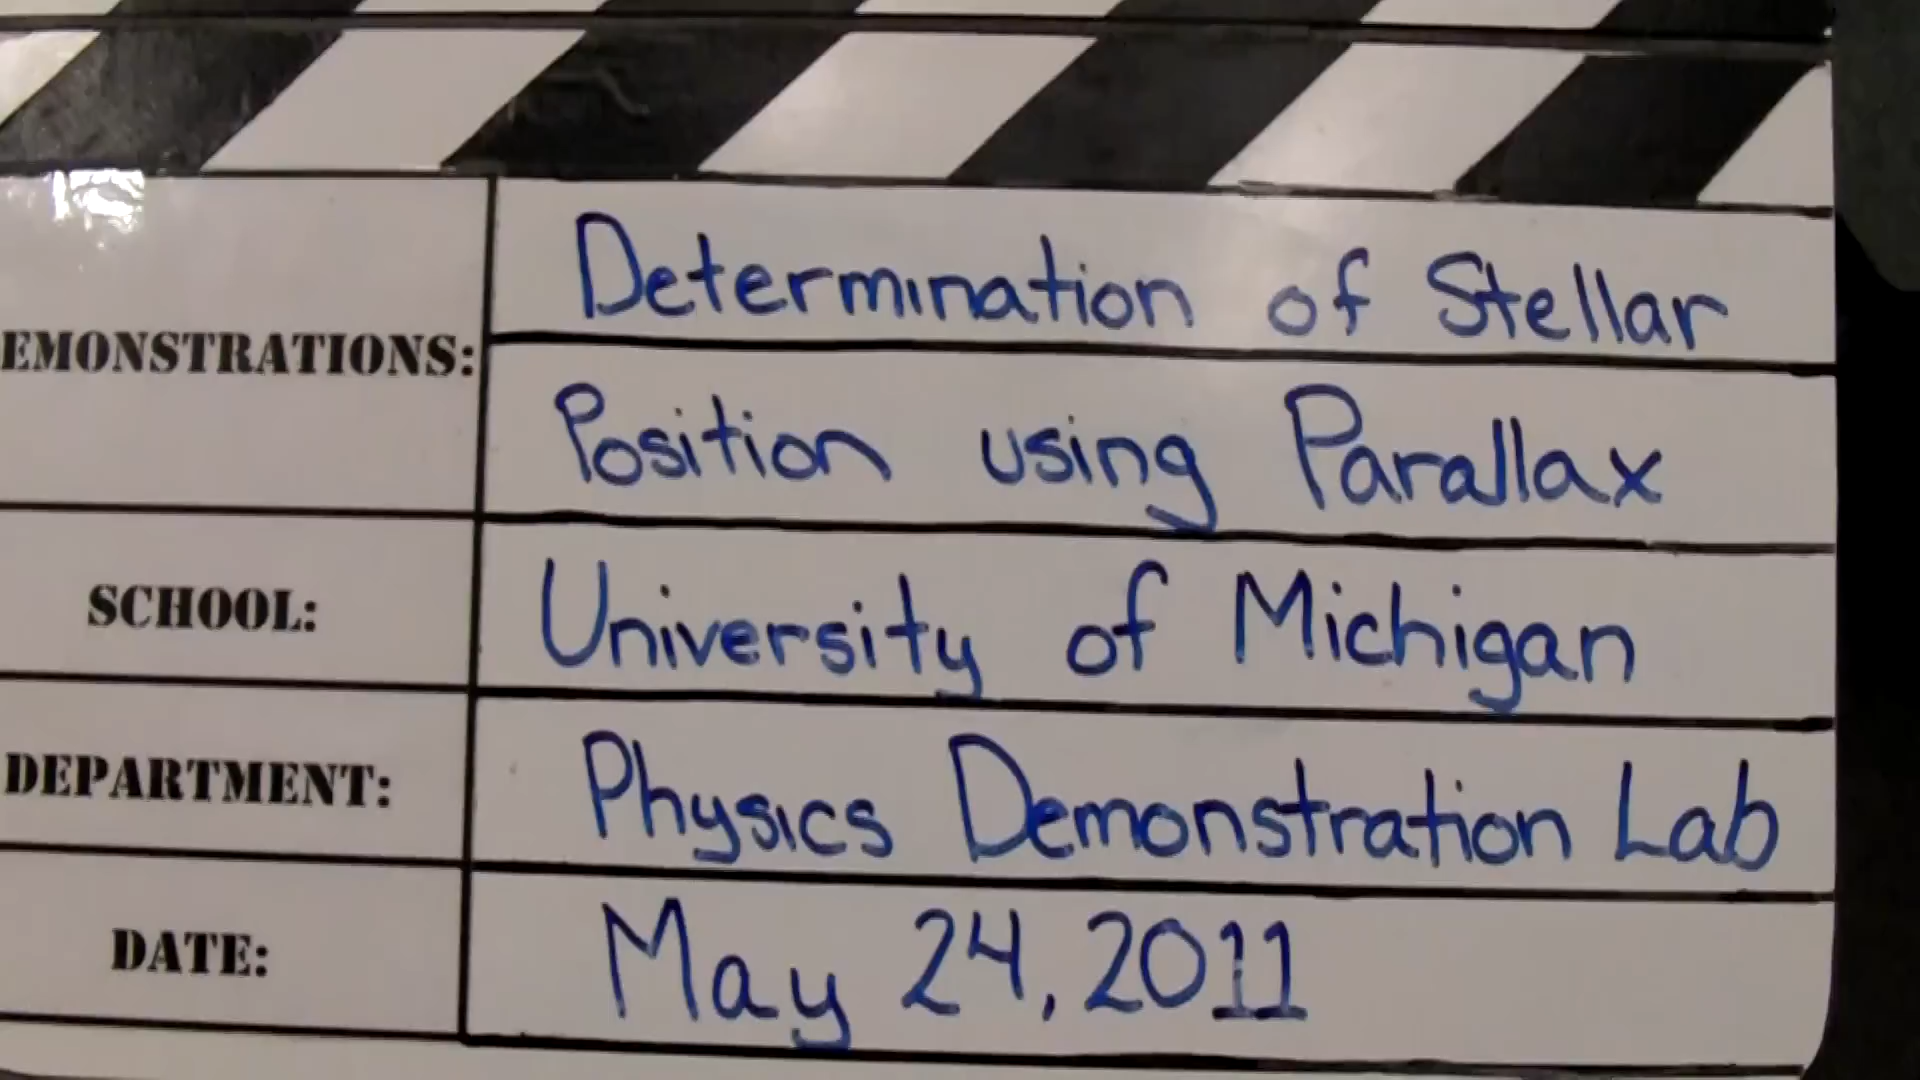 EMONSTRATIONS:
Determination of Stellar
Position using Parallax
SCHOOL:
University of Michigan
DEPARTMENT:
Physics Demonstration Lab
DATE:
May 24, 2011